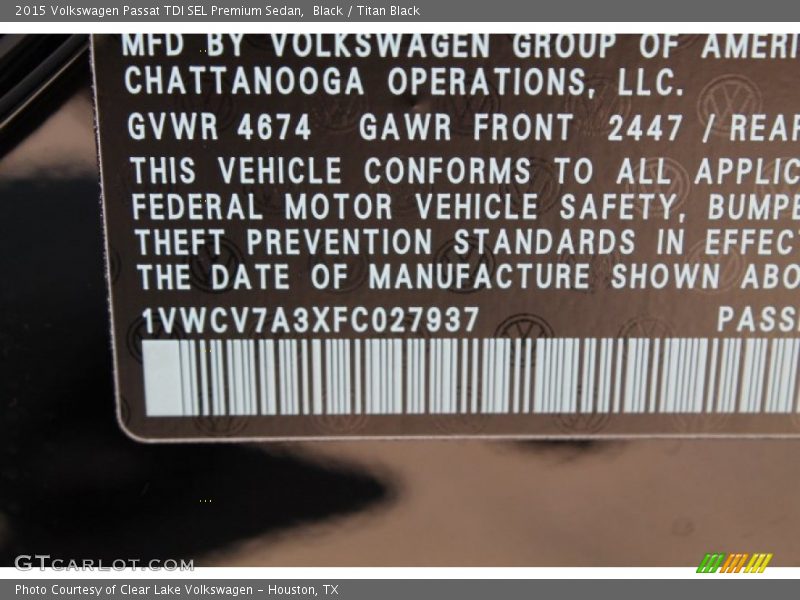 2015 Volkswagen Passat TDI SEL Premium Sedan,  Black / Titan Black
MFD BY VOLKSWAGEN GROUP OF AMERI
CHATTANOOGA OPERATIONS, LLC.
GVWR 4674 GAWR FRONT 2447 / REAR
THIS VEHICLE CONFORMS TO ALL APPLIC
FEDERAL MOTOR VEHICLE SAFETY, BUMPE
THEFT PREVENTION STANDARDS IN EFFECT
THE DATE OF MANUFACTURE SHOWN ABO
1VWCV7A3XFC027937 PASS
GTCARLOT.COM
Photo Courtesy of Clear Lake Volkswagen – Houston, TX